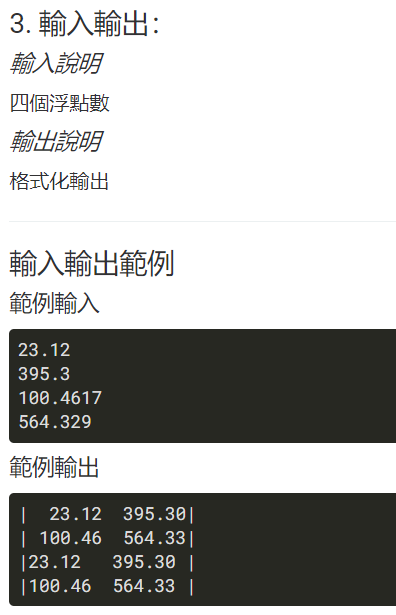 3. 輸入輸出：
輸入說明
四個浮點數
輸出說明
格式化輸出
輸入輸出範例
範例輸入
23.12
395.3
100.4617
564.329
範例輸出
|  23.12  395.30|
| 100.46  564.33|
|23.12   395.30 |
|100.46  564.33 |